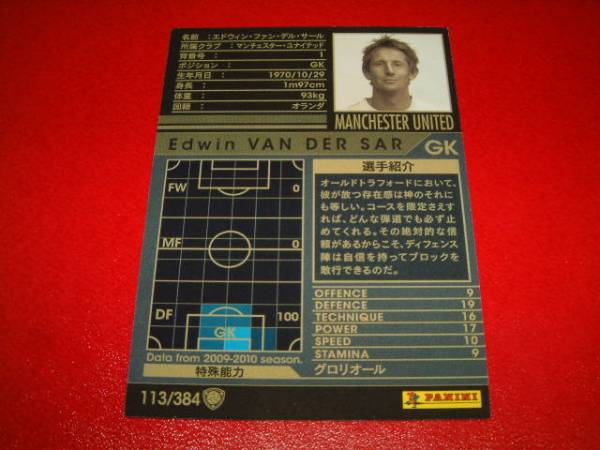 名前 :エドウィン・ファン・デル・サール
所属クラブ :マンチェスター・ユナイテッド
背番号 : 1
ポジション : GK
生年月日 : 1970/10/29
身長 : 1m97cm
体重 : 93kg
国籍 : オランダ
MANCHESTER UNITED
Edwin VAN DER SAR
GK
FW 0
MF 0
DF 100
GK
Data from 2009-2010 season.
特殊能力
選手紹介
オールドトラフォードにおいて、
彼が放つ存在感は神のそれに
も等しい。コースを限定さえす
れば、どんな弾道でも必ず止
めてくれる。その絶対的な信
頼があるからこそ、ディフェンス
陣は自信を持ってブロックを
敢行できるのだ。
OFFENCE 9
DEFENCE 19
TECHNIQUE 16
POWER 17
SPEED 10
STAMINA 9
グロリオール
113/384
PANINI